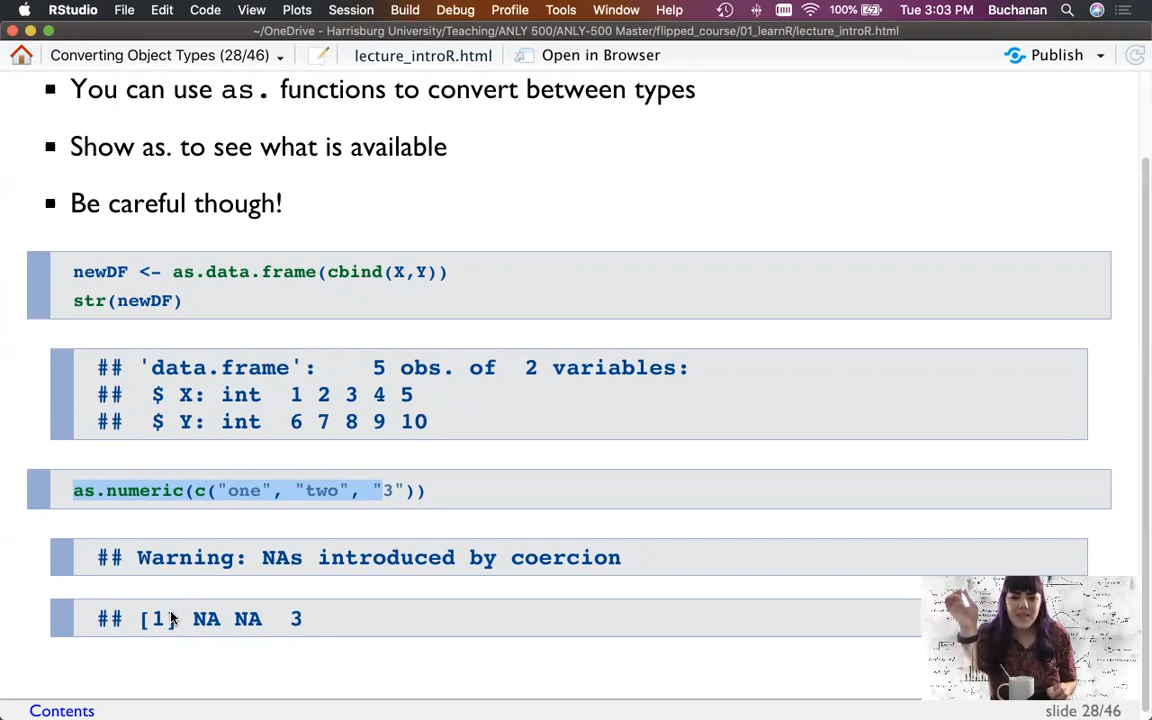 RStudio File Edit Code View Plots Session Build Debug Profile Tools Window Help 100% Tue 3:03 PM Buchanan
~/OneDrive - Harrisburg University/Teaching/ANLY 500/ANLY-500 Master/flipped_course/01_learnR/lecture_introR.html
Converting Object Types (28/46) lecture_introR.html Open in Browser Publish
▪ You can use as. functions to convert between types
▪ Show as. to see what is available
▪ Be careful though!
newDF <- as.data.frame(cbind(X,Y))
str(newDF)
## 'data.frame': 5 obs. of 2 variables:
## $ X: int 1 2 3 4 5
## $ Y: int 6 7 8 9 10
as.numeric(c("one", "two", "3"))
## Warning: NAs introduced by coercion
## [1] NA NA 3
Contents slide 28/46